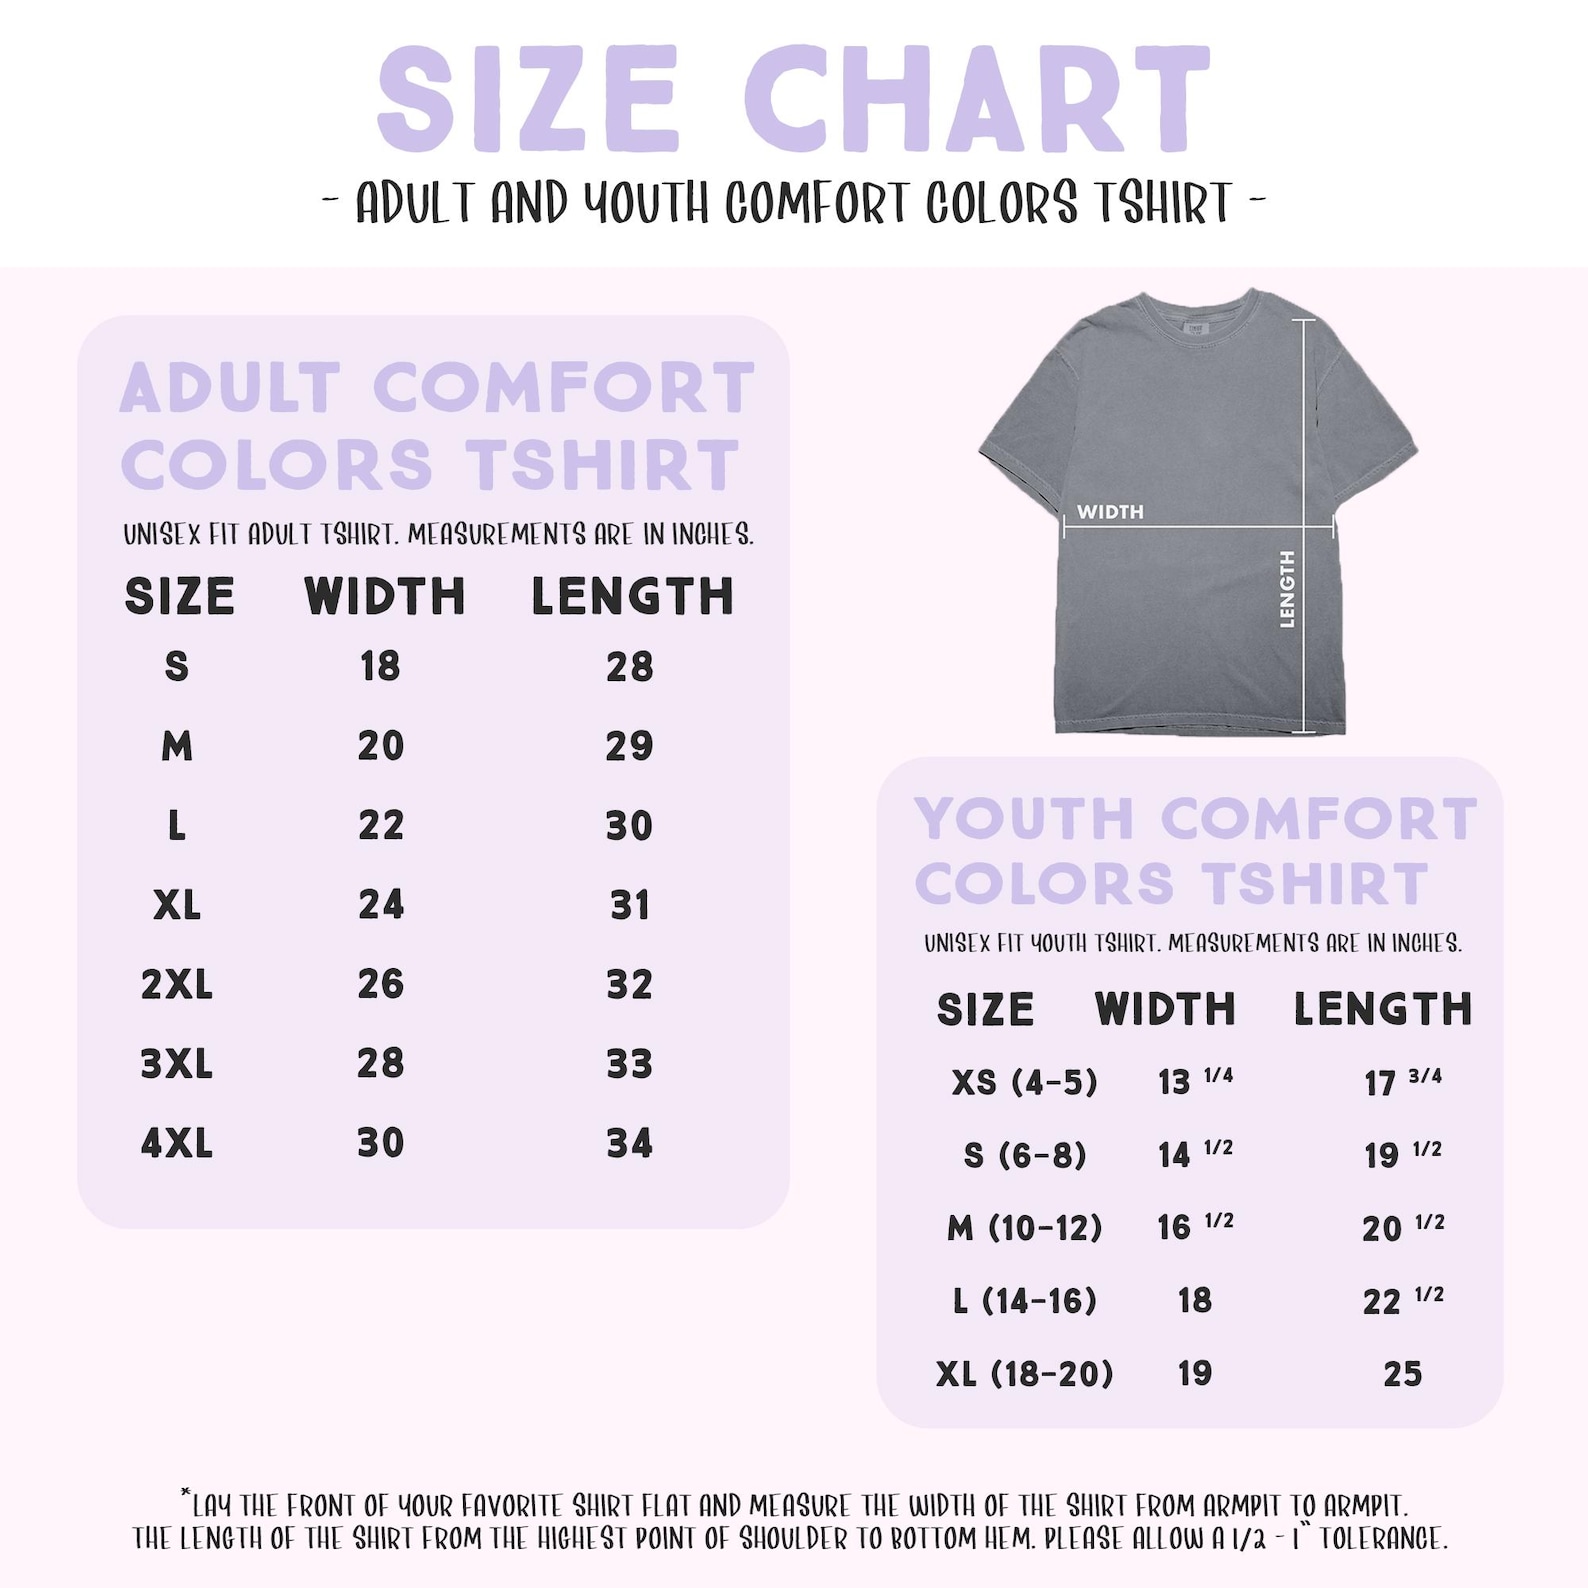 SIZE CHART
- ADULT AND YOUTH COMFORT COLORS TSHIRT -
ADULT COMFORT
COLORS TSHIRT
UNISEX FIT ADULT TSHIRT. MEASUREMENTS ARE IN INCHES.
SIZE WIDTH LENGTH
S 18 28
M 20 29
L 22 30
XL 24 31
2XL 26 32
3XL 28 33
4XL 30 34
WIDTH
LENGTH
YOUTH COMFORT
COLORS TSHIRT
UNISEX FIT YOUTH TSHIRT. MEASUREMENTS ARE IN INCHES.
SIZE WIDTH LENGTH
XS (4-5) 13 1/4 17 3/4
S (6-8) 14 1/2 19 1/2
M (10-12) 16 1/2 20 1/2
L (14-16) 18 22 1/2
XL (18-20) 19 25
*LAY THE FRONT OF YOUR FAVORITE SHIRT FLAT AND MEASURE THE WIDTH OF THE SHIRT FROM ARMPIT TO ARMPIT.
THE LENGTH OF THE SHIRT FROM THE HIGHEST POINT OF SHOULDER TO BOTTOM HEM. PLEASE ALLOW A 1/2 - 1" TOLERANCE.